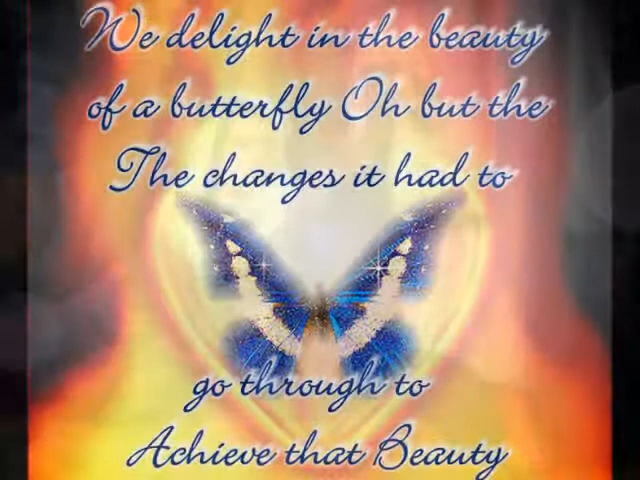 We delight in the beauty
of a butterfly Oh but the
The changes it had to
go through to
Achieve that Beauty